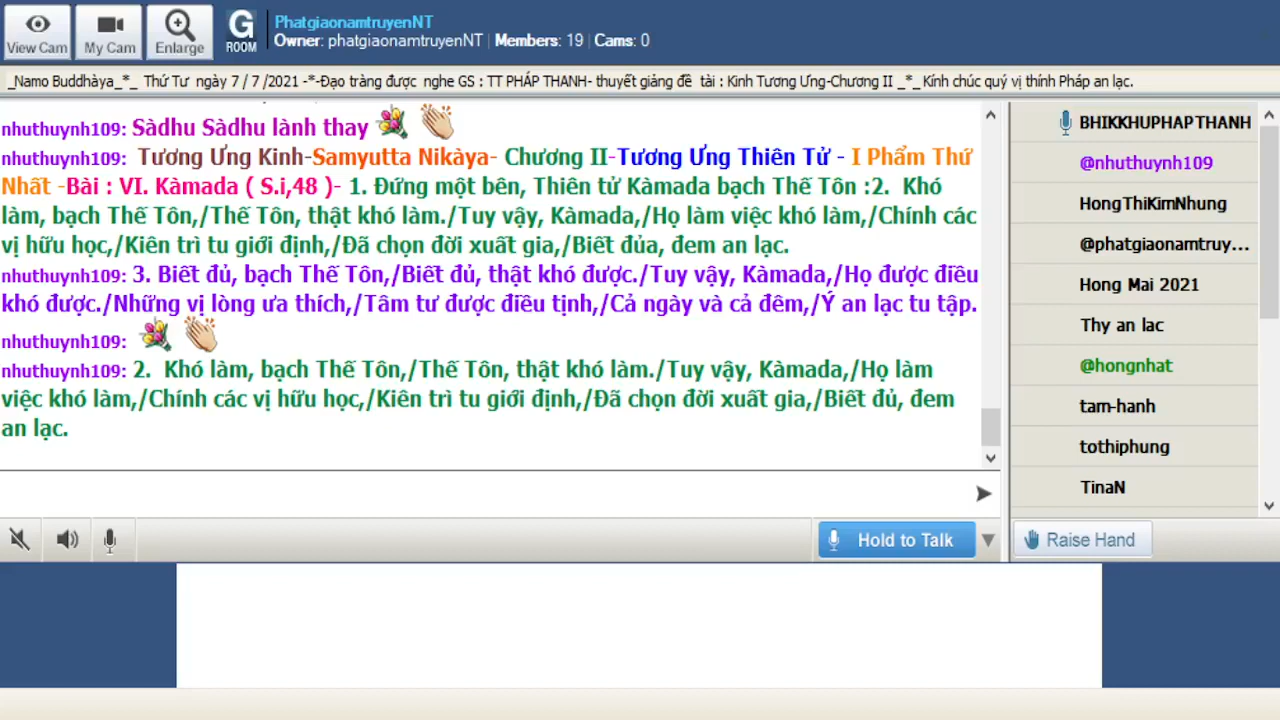 View Cam
My Cam
Enlarge
G
ROOM
PhatgiaonamtruyenNT
Owner: phatgiaonamtruyenNT | Members: 19 | Cams: 0
_Namo Buddhàya_*_ Thứ Tư ngày 7 / 7 /2021 -*-Đạo tràng được nghe GS : TT PHÁP THANH- thuyết giảng đề tài : Kinh Tương Ưng-Chương II _*_ Kính chúc quý vị thính Pháp an lạc.
nhuthuynh109: Sàdhu Sàdhu lành thay
nhuthuynh109: Tương Ưng Kinh-Samyutta Nikàya- Chương II-Tương Ưng Thiên Tử - I Phẩm Thứ
Nhất -Bài : VI. Kàmada ( S.i,48 )- 1. Đứng một bên, Thiên tử Kàmada bạch Thế Tôn :2. Khó
làm, bạch Thế Tôn,/Thế Tôn, thật khó làm./Tuy vậy, Kàmada,/Họ làm việc khó làm,/Chính các
vị hữu học,/Kiên trì tu giới định,/Đã chọn đời xuất gia,/Biết đủa, đem an lạc.
nhuthuynh109: 3. Biết đủ, bạch Thế Tôn,/Biết đủ, thật khó được./Tuy vậy, Kàmada,/Họ được điều
khó được./Những vị lòng ưa thích,/Tâm tư được điều tịnh,/Cả ngày và cả đêm,/Ý an lạc tu tập.
nhuthuynh109:
nhuthuynh109: 2. Khó làm, bạch Thế Tôn,/Thế Tôn, thật khó làm./Tuy vậy, Kàmada,/Họ làm
việc khó làm,/Chính các vị hữu học,/Kiên trì tu giới định,/Đã chọn đời xuất gia,/Biết đủ, đem
an lạc.
BHIKKHUPHAPTHANH
@nhuthuynh109
HongThiKimNhung
@phatgiaonamtruy...
Hong Mai 2021
Thy an lac
@hongnhat
tam-hanh
tothiphung
TinaN
Hold to Talk
Raise Hand